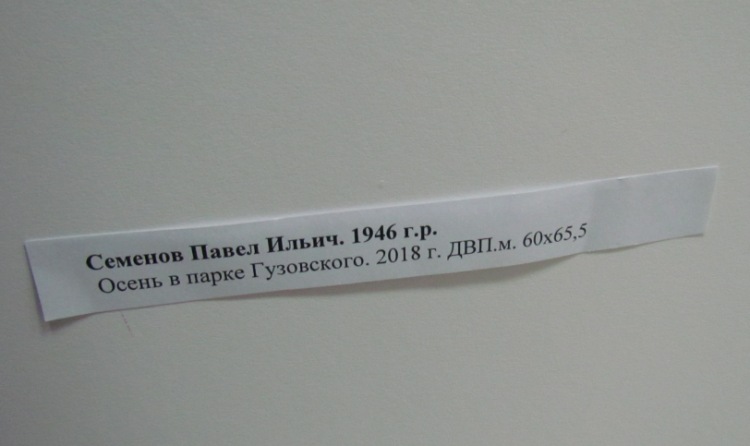 Семенов Павел Ильич. 1946 г.р.
Осень в парке Гузовского. 2018 г. ДВП.м. 60х65,5